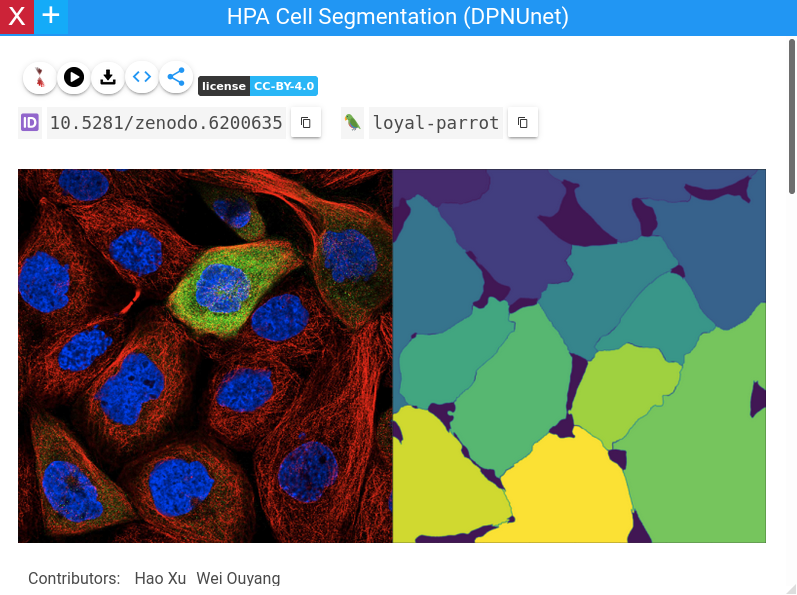 X + HPA Cell Segmentation (DPNUnet)
license CC-BY-4.0
ID 10.5281/zenodo.6200635 loyal-parrot
Contributors: Hao Xu Wei Ouyang